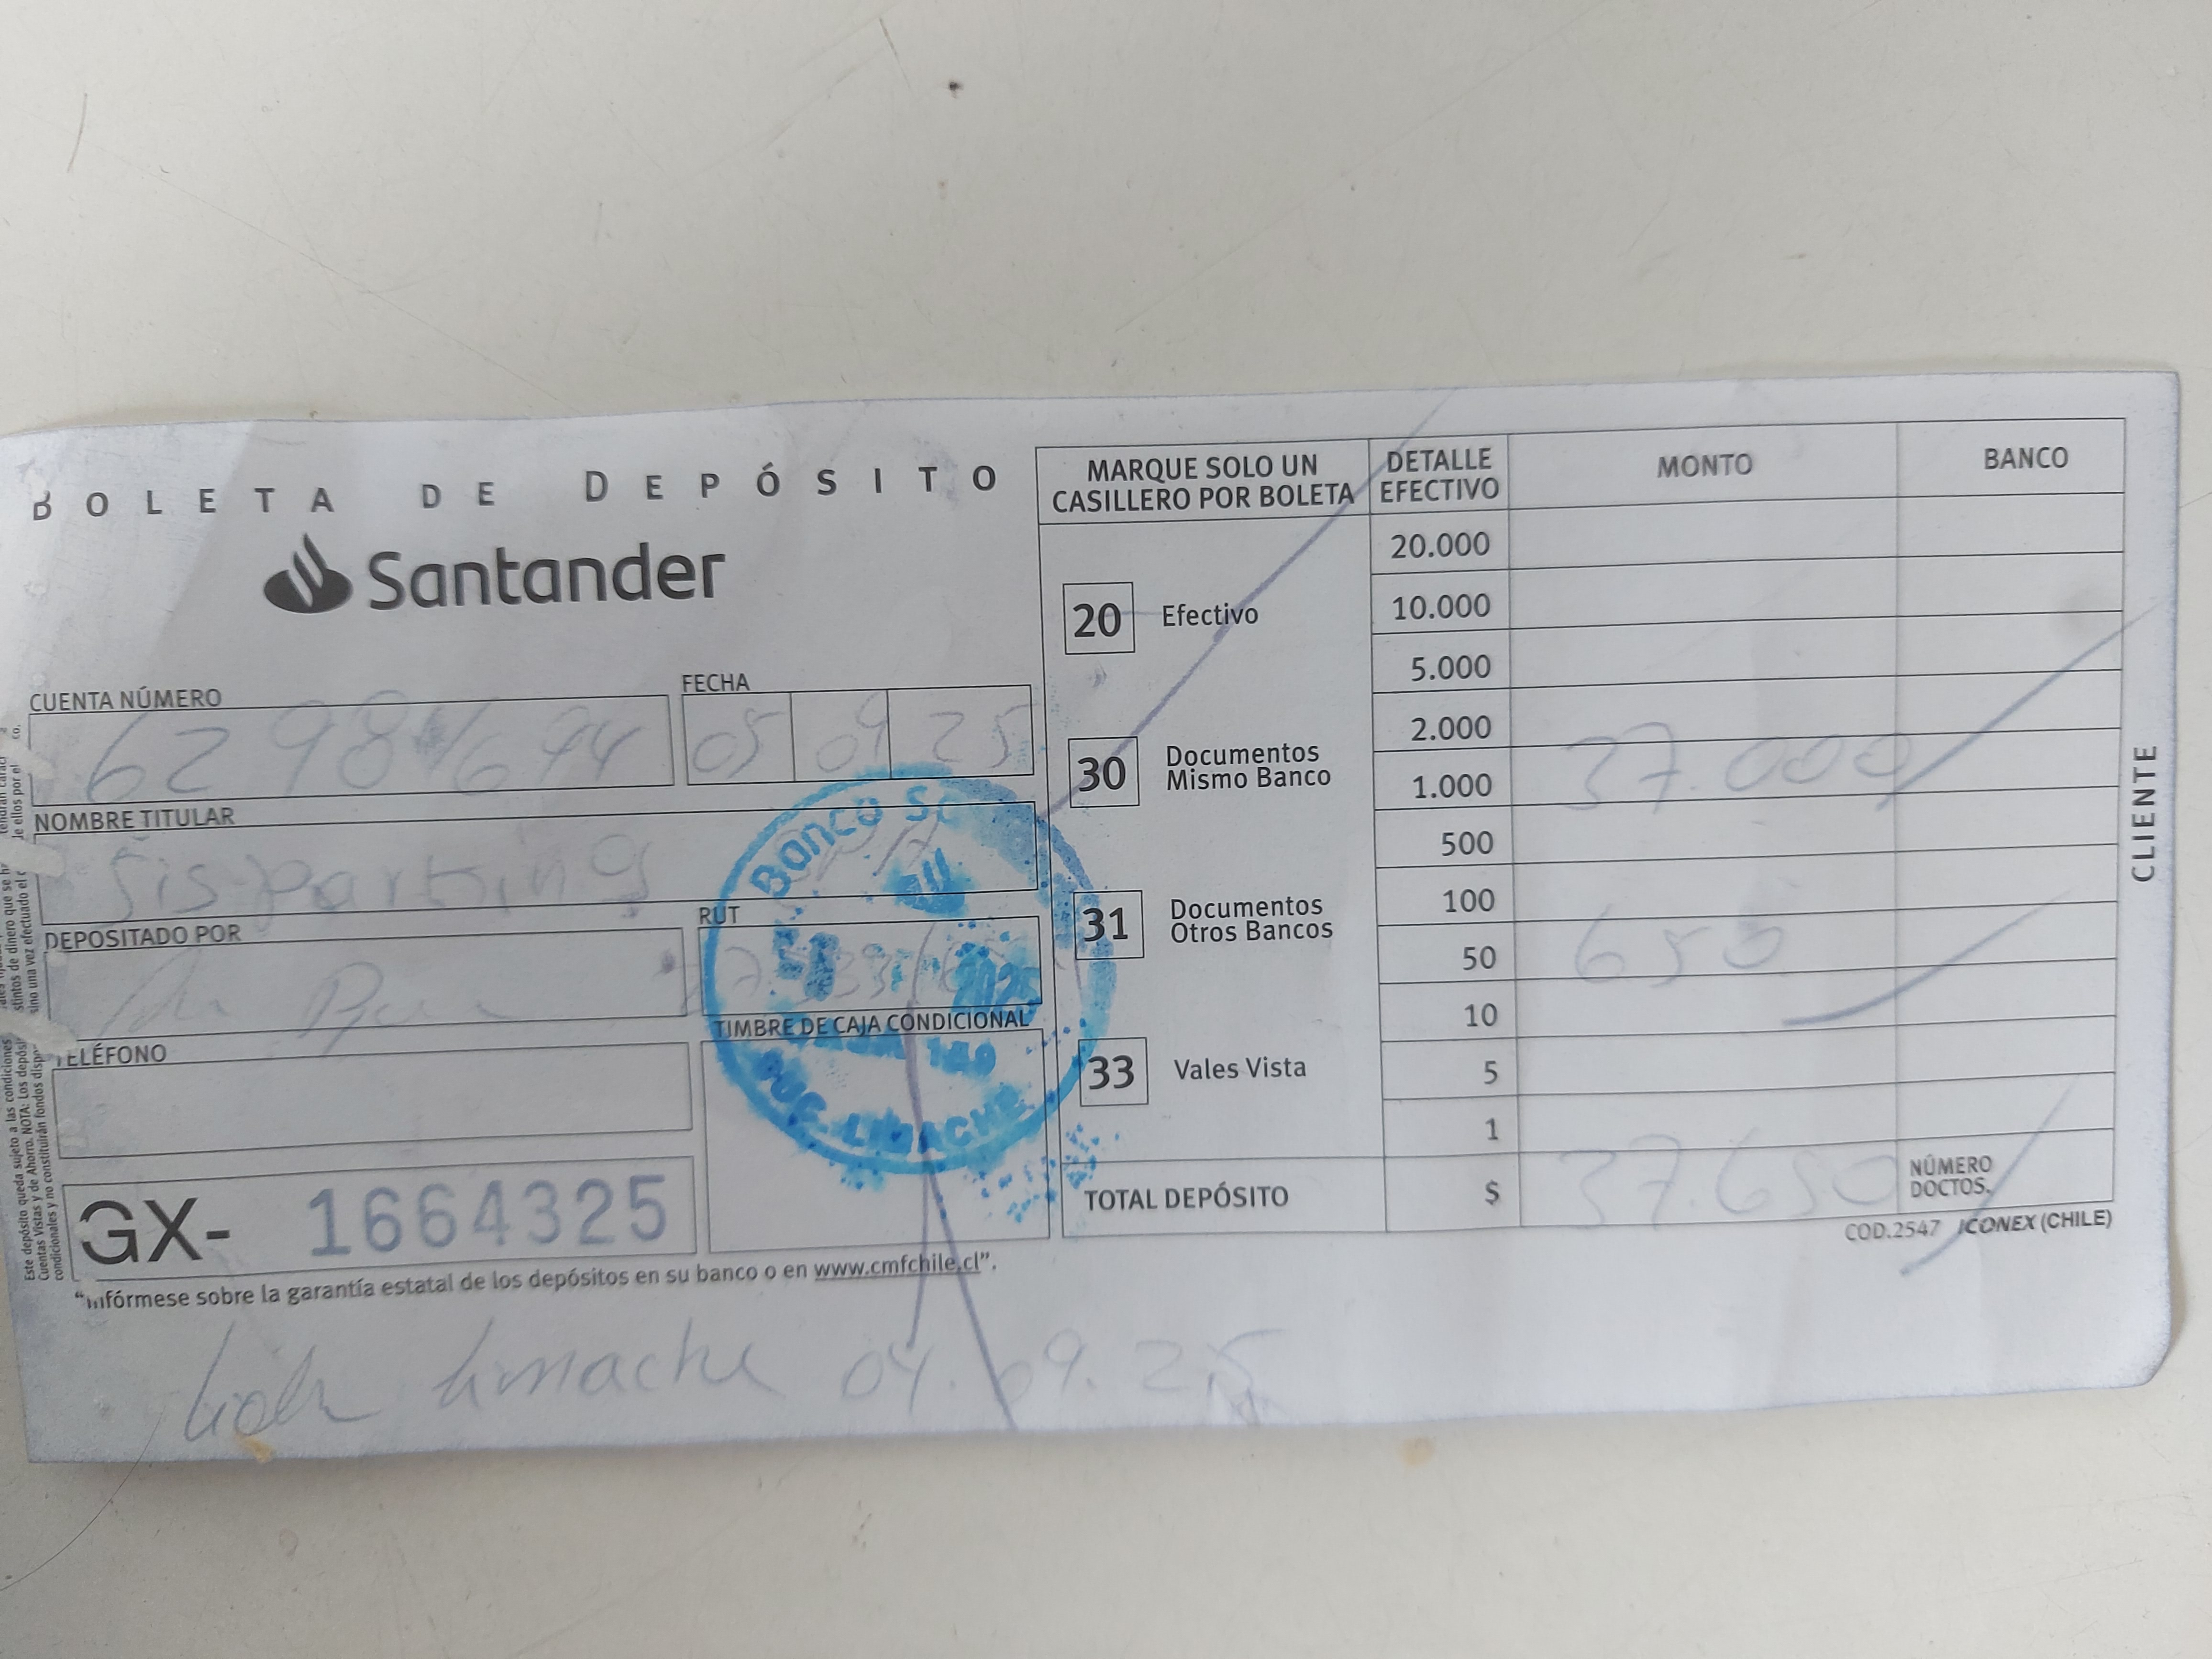 BOLETA DE DEPÓSITO
Santander
CUENTA NÚMERO
FECHA
05 09 25
NOMBRE TITULAR
Sisparking
DEPOSITADO POR
RUT
TELÉFONO
TIMBRE DE CAJA CONDICIONAL
BANCO
2025
SUC. LIMACHE
GX- 1664325
"Infórmese sobre la garantía estatal de los depósitos en su banco o en www.cmfchile.cl".
limache 04.09.25
MARQUE SOLO UN
CASILLERO POR BOLETA
20 Efectivo
30 Documentos
Mismo Banco
31 Documentos
Otros Bancos
33 Vales Vista
DETALLE
EFECTIVO
MONTO
BANCO
20.000
10.000
5.000
2.000
1.000 37.000
500
100
50 650
10
5
1
TOTAL DEPÓSITO $ 37.650
NÚMERO
DOCTOS.
COD.2547 ICONEX (CHILE)
CLIENTE